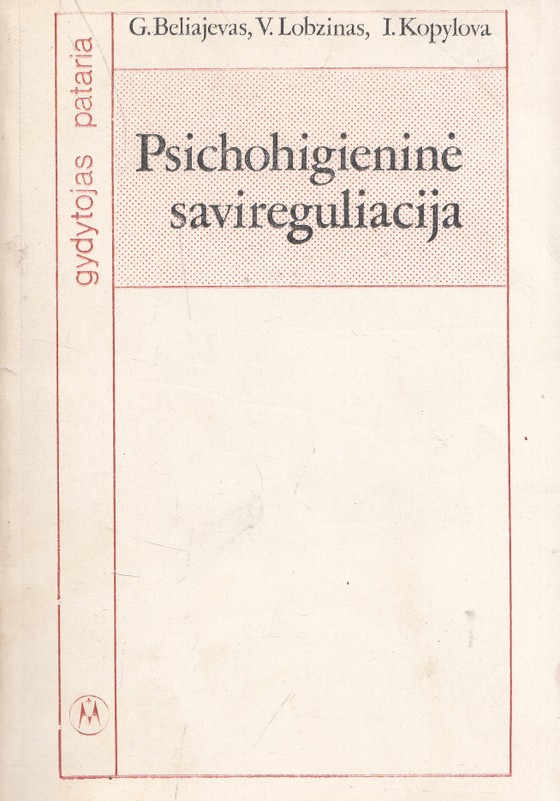 G. Beliajevas, V. Lobzinas, I. Kopylova
gydytojas pataria
Psichohigieninė
savireguliacija
M